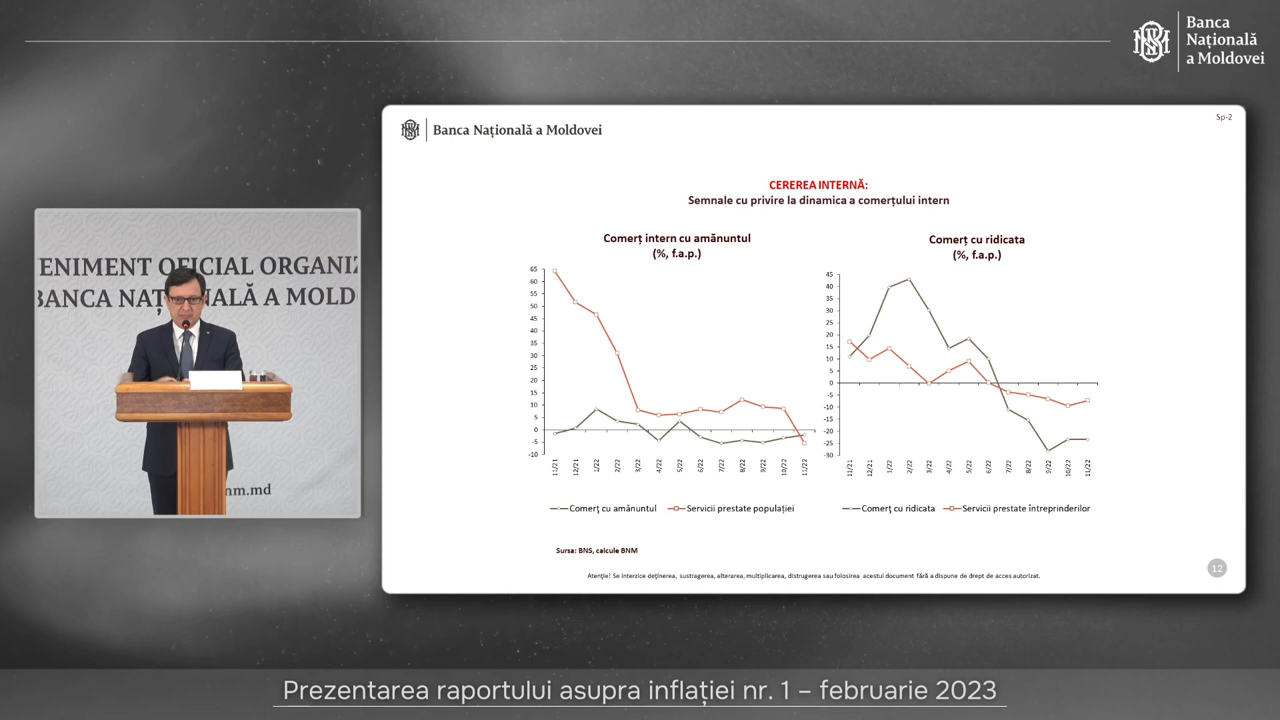 Banca
Națională
a Moldovei
Banca Națională a Moldovei
Sp-2
CEREREA INTERNĂ:
Semnale cu privire la dinamica a comerțului intern
Comerț intern cu amănuntul
(%, f.a.p.)
65
60
55
50
45
40
35
30
25
20
15
10
5
0
-5
-10
11/21
12/21
1/22
2/22
3/22
4/22
5/22
6/22
7/22
8/22
9/22
10/22
11/22
Comerţ cu amănuntul
Servicii prestate populației
Comerț cu ridicata
(%, f.a.p.)
45
40
35
30
25
20
15
10
5
0
-5
-10
-15
-20
-25
-30
11/21
12/21
1/22
2/22
3/22
4/22
5/22
6/22
7/22
8/22
9/22
10/22
11/22
Comerţ cu ridicata
Servicii prestate întreprinderilor
Sursa: BNS, calcule BNM
Atenție! Se interzice deținerea, sustragerea, alterarea, multiplicarea, distrugerea sau folosirea acestui document fără a dispune de drept de acces autorizat.
12
ENIMENT OFICIAL ORGANIZ
BANCA NAȚ NALĂ A MOLD
nm.md
Prezentarea raportului asupra inflației nr. 1 – februarie 2023